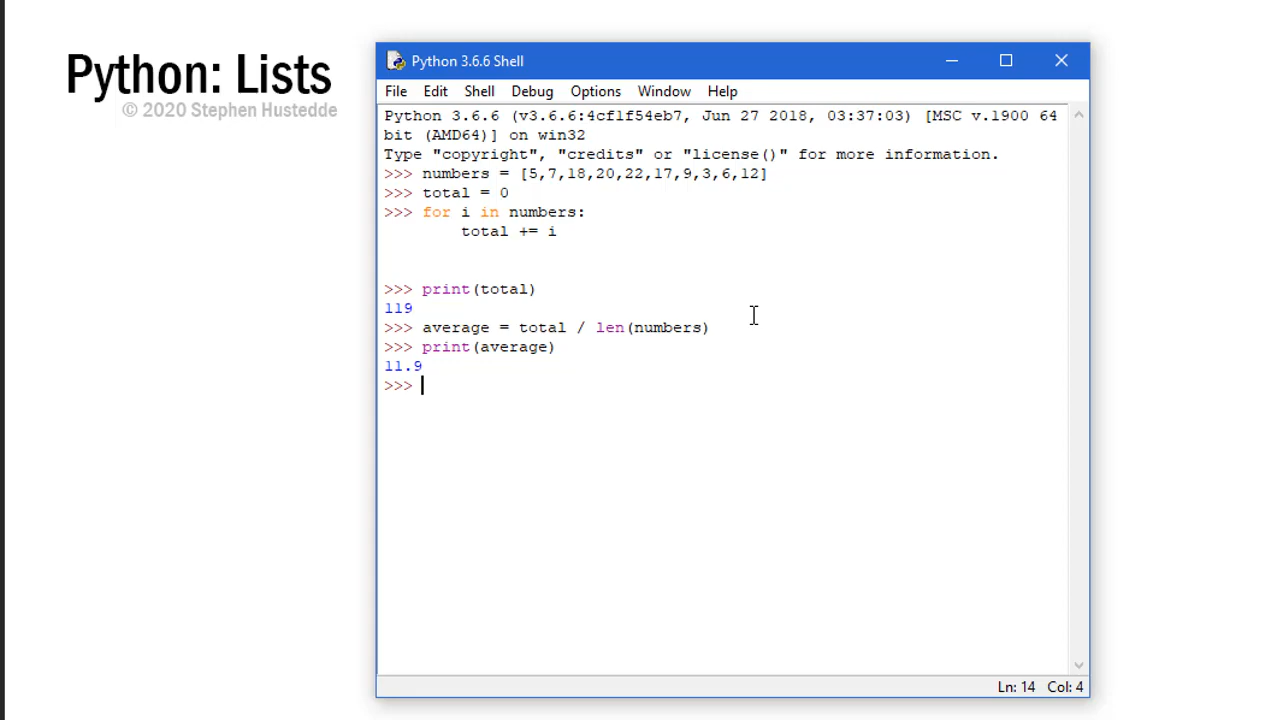 Python: Lists
© 2020 Stephen Hustedde
Python 3.6.6 Shell
File Edit Shell Debug Options Window Help
Python 3.6.6 (v3.6.6:4cf1f54eb7, Jun 27 2018, 03:37:03) [MSC v.1900 64
bit (AMD64)] on win32
Type "copyright", "credits" or "license()" for more information.
>>> numbers = [5,7,18,20,22,17,9,3,6,12]
>>> total = 0
>>> for i in numbers:
total += i
>>> print(total)
119
>>> average = total / len(numbers)
>>> print(average)
11.9
>>>
Ln: 14 Col: 4